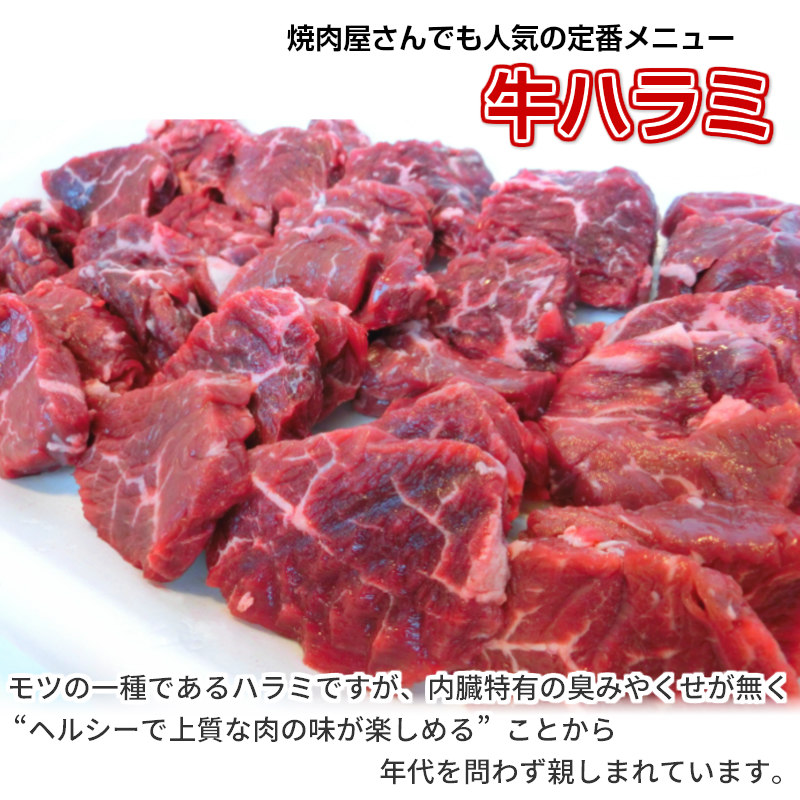 焼肉屋さんでも人気の定番メニュー
牛ハラミ
モツの一種であるハラミですが、内臓特有の臭みやくせが無く
“ヘルシーで上質な肉の味が楽しめる”ことから
年代を問わず親しまれています。